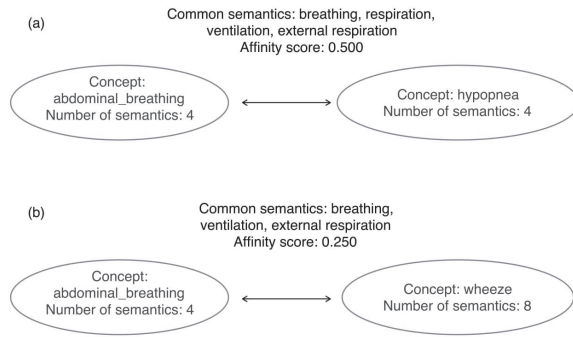 (a)
Common semantics: breathing, respiration,
ventilation, external respiration
Affinity score: 0.500
Concept:
abdominal_breathing
Number of semantics: 4
Concept: hypopnea
Number of semantics: 4
(b)
Common semantics: breathing,
ventilation, external respiration
Affinity score: 0.250
Concept:
abdominal_breathing
Number of semantics: 4
Concept: wheeze
Number of semantics: 8